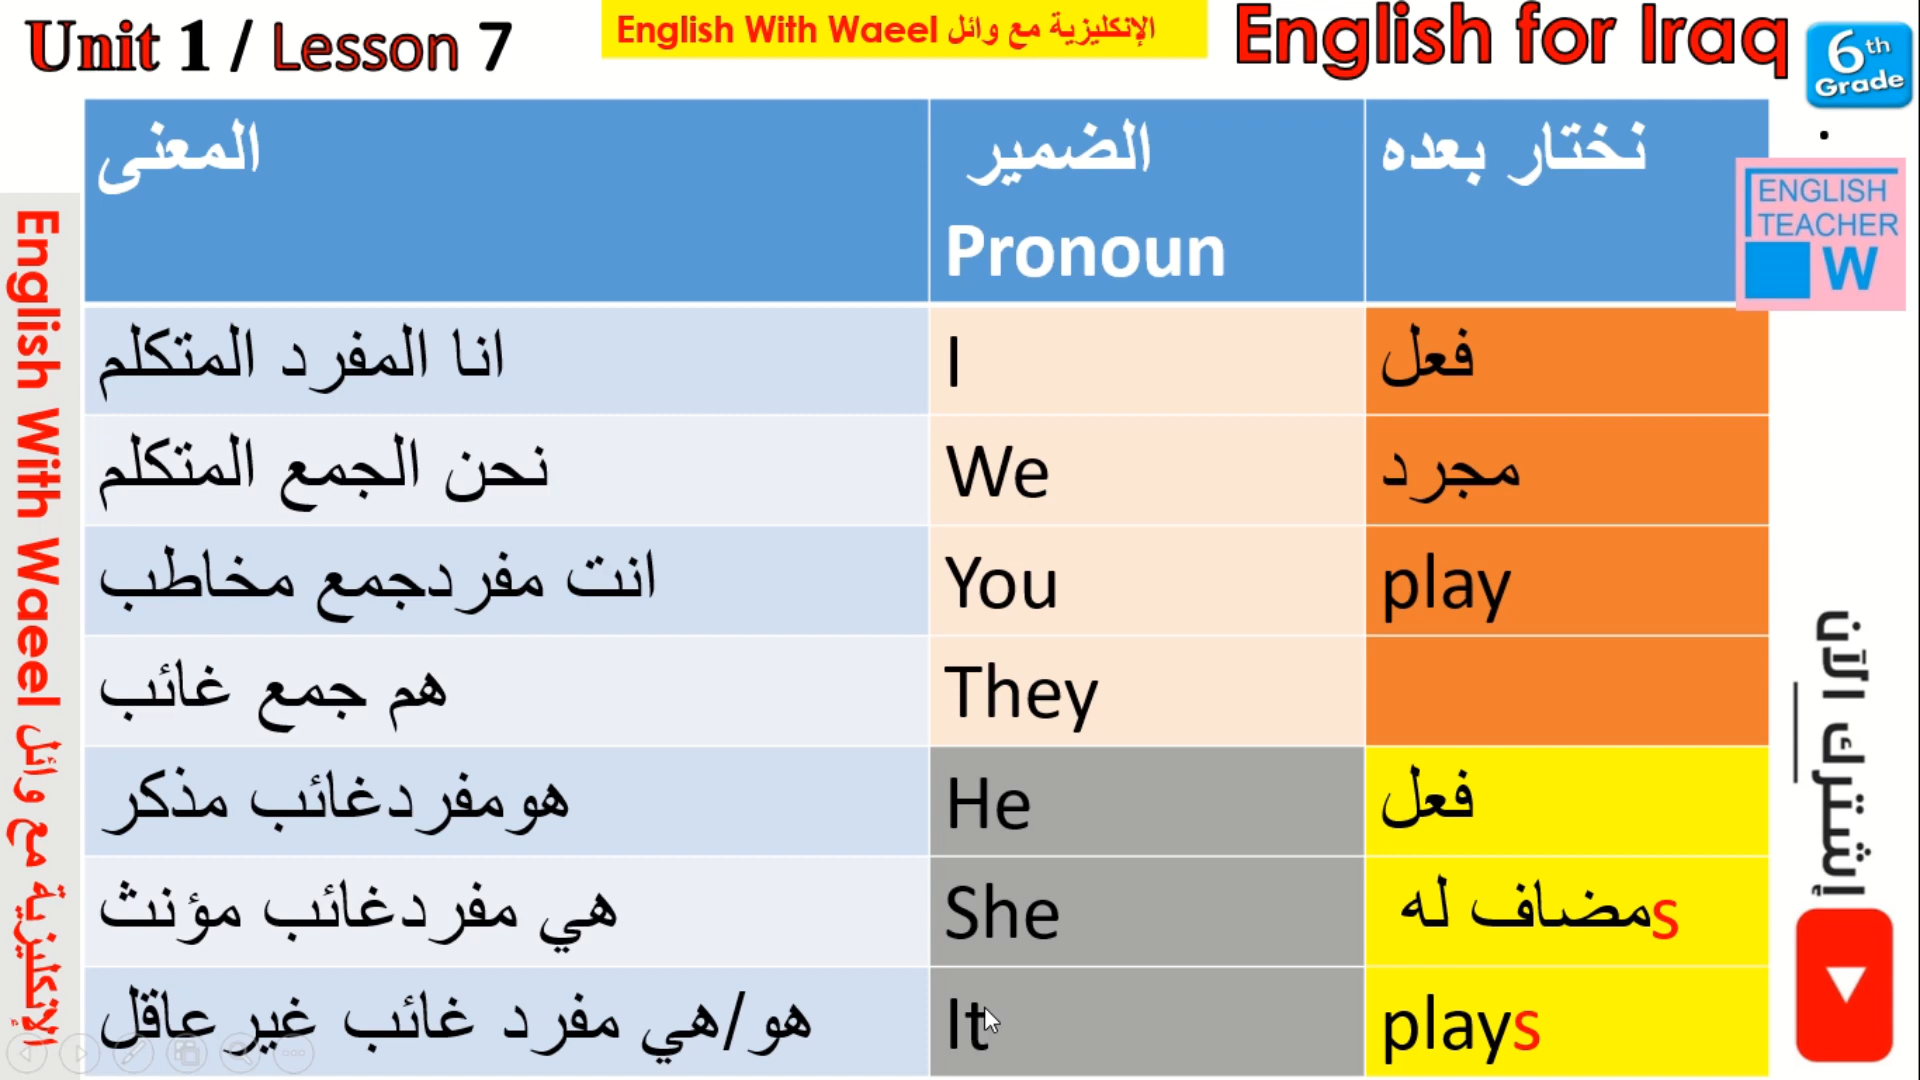 Unit 1 / Lesson 7
English With Waeel الإنكليزية مع وائل
English for Iraq
6th
Grade
المعنى
الضمير
Pronoun
نختار بعده
ENGLISH
TEACHER
W
انا المفرد المتكلم
I
فعل
نحن الجمع المتكلم
We
مجرد
انت مفردجمع مخاطب
You
play
هم جمع غائب
They
هومفردغائب مذكر
He
فعل
هي مفردغائب مؤنث
She
مضاف له s
هو/هي مفرد غائب غيرعاقل
It
plays
English With Waeel الإنكليزية مع وائل
إشترك الآن